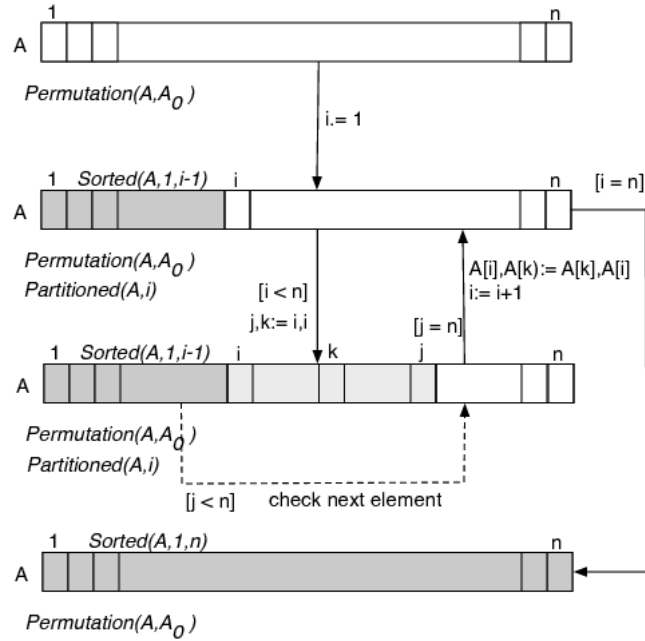 1 n
A
Permutation(A,A0)
i.= 1
1 Sorted(A,1,i-1) i n [i = n]
A
Permutation(A,A0)
Partitioned(A,i)
A[i],A[k):= A[k],A[i]
i:= i+1
[i < n]
j,k:= i,i
[j = n]
1 Sorted(A,1,i-1) i k j n
A
Permutation(A,A0)
Partitioned(A,i)
[j < n] check next element
1 Sorted(A,1,n) n
A
Permutation(A,A0)